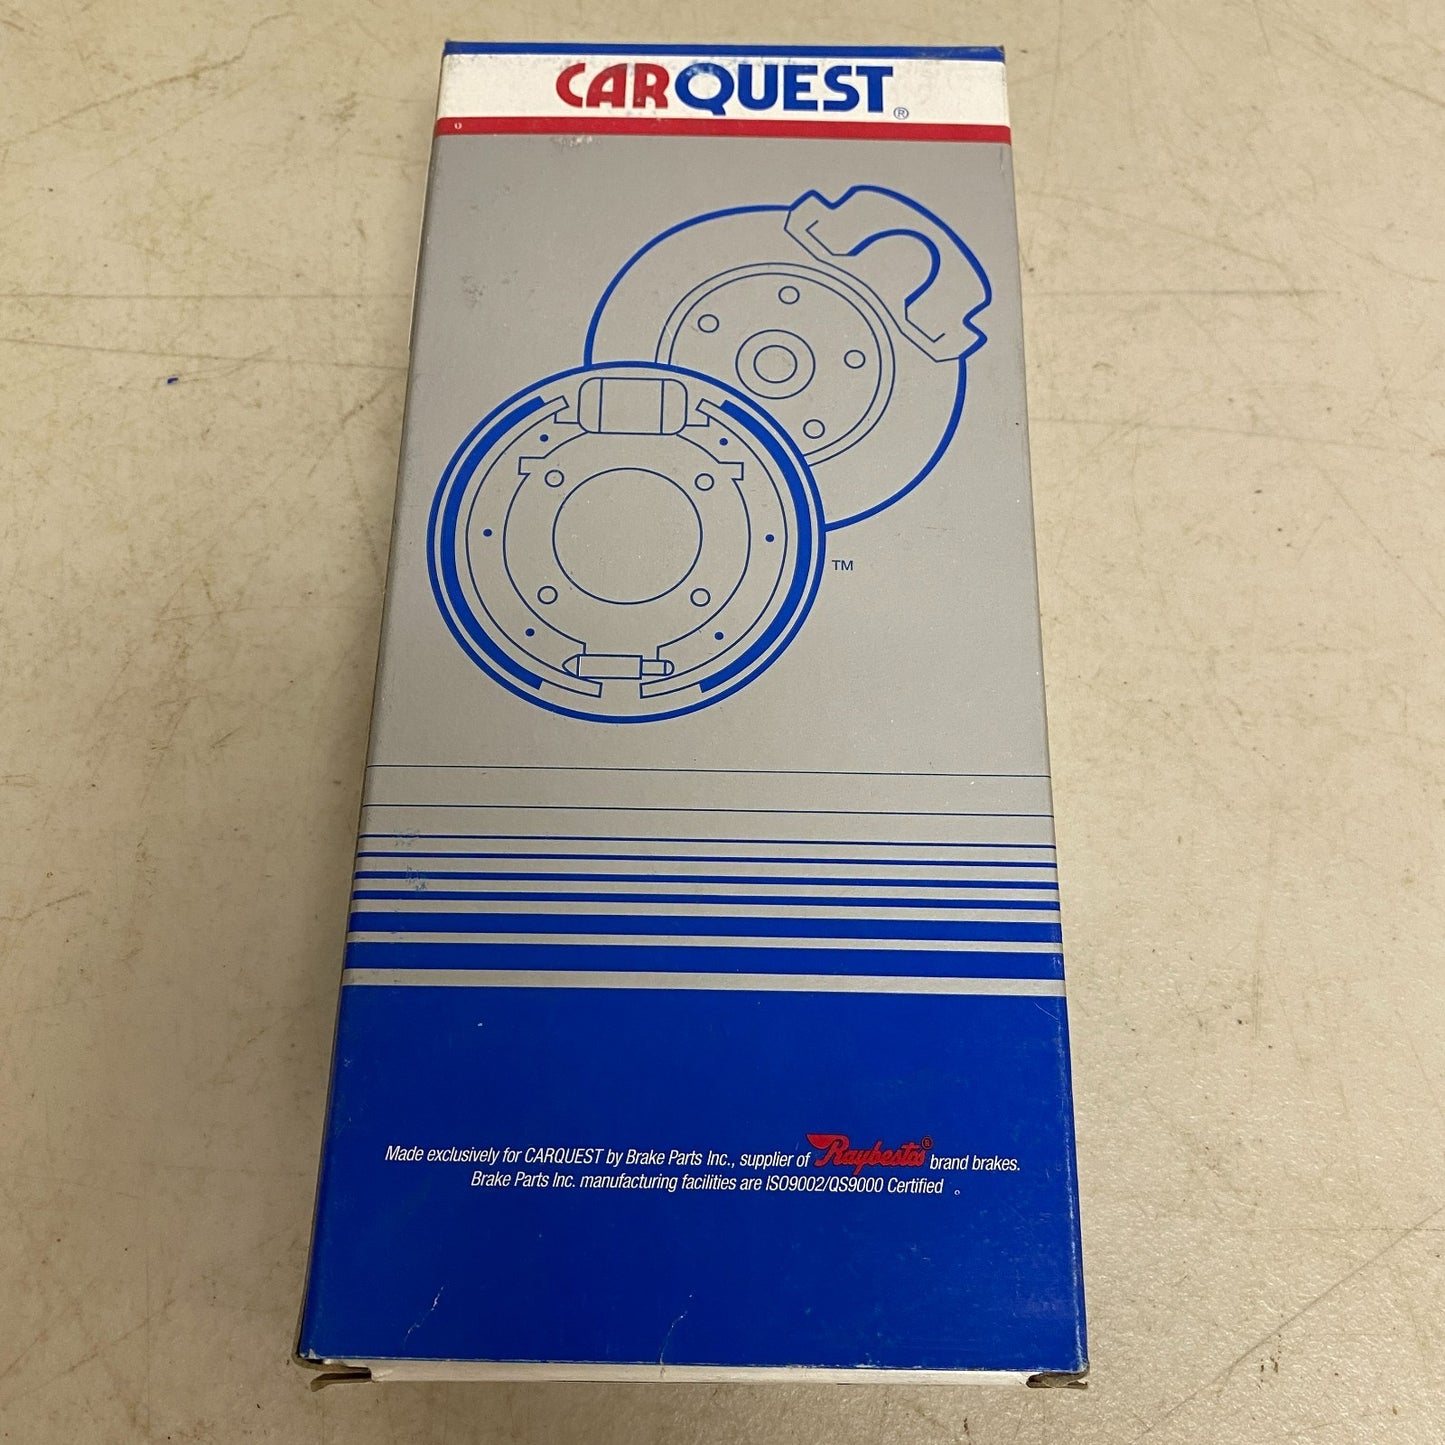 CARQUEST®
TM
Made exclusively for CARQUEST by Brake Parts Inc., supplier of Raybestos® brand brakes.
Brake Parts Inc. manufacturing facilities are ISO9002/QS9000 Certified